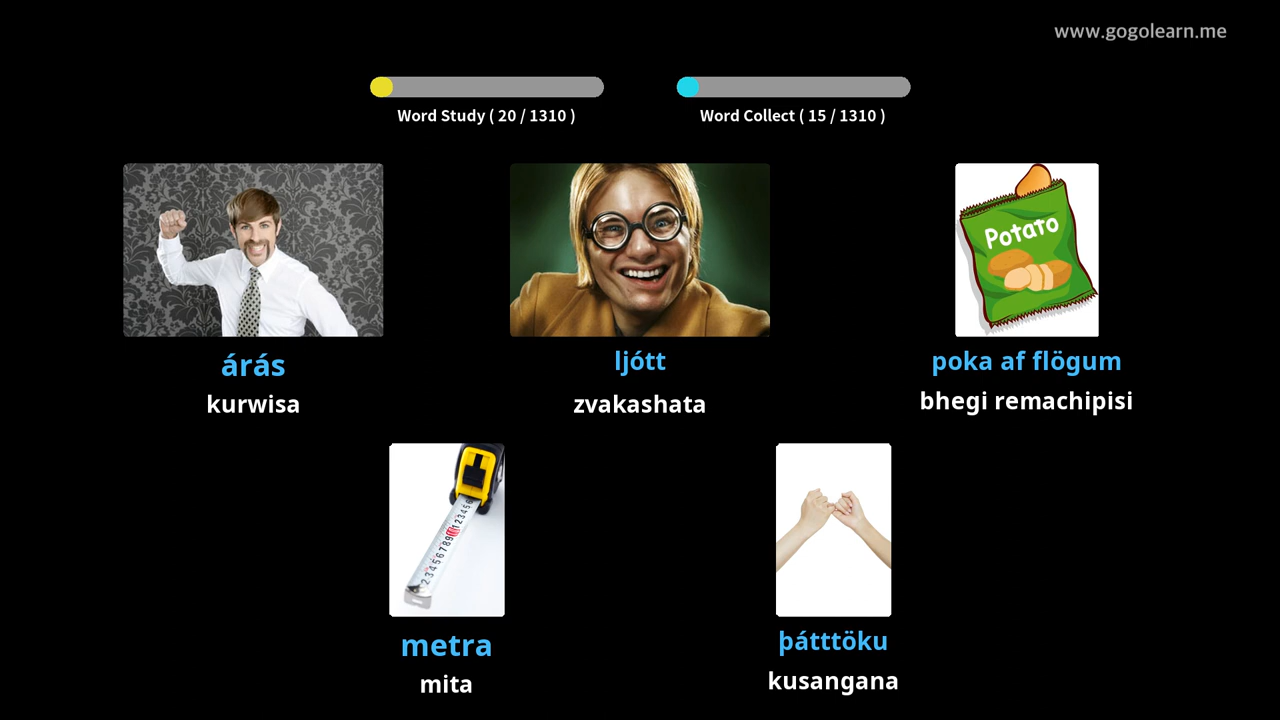 www.gogolearn.me
Word Study ( 20 / 1310 )
Word Collect ( 15 / 1310 )
Potato
árás
ljótt
poka af flögum
kurwisa
zvakashata
bhegi remachipisi
metra
þátttöku
mita
kusangana